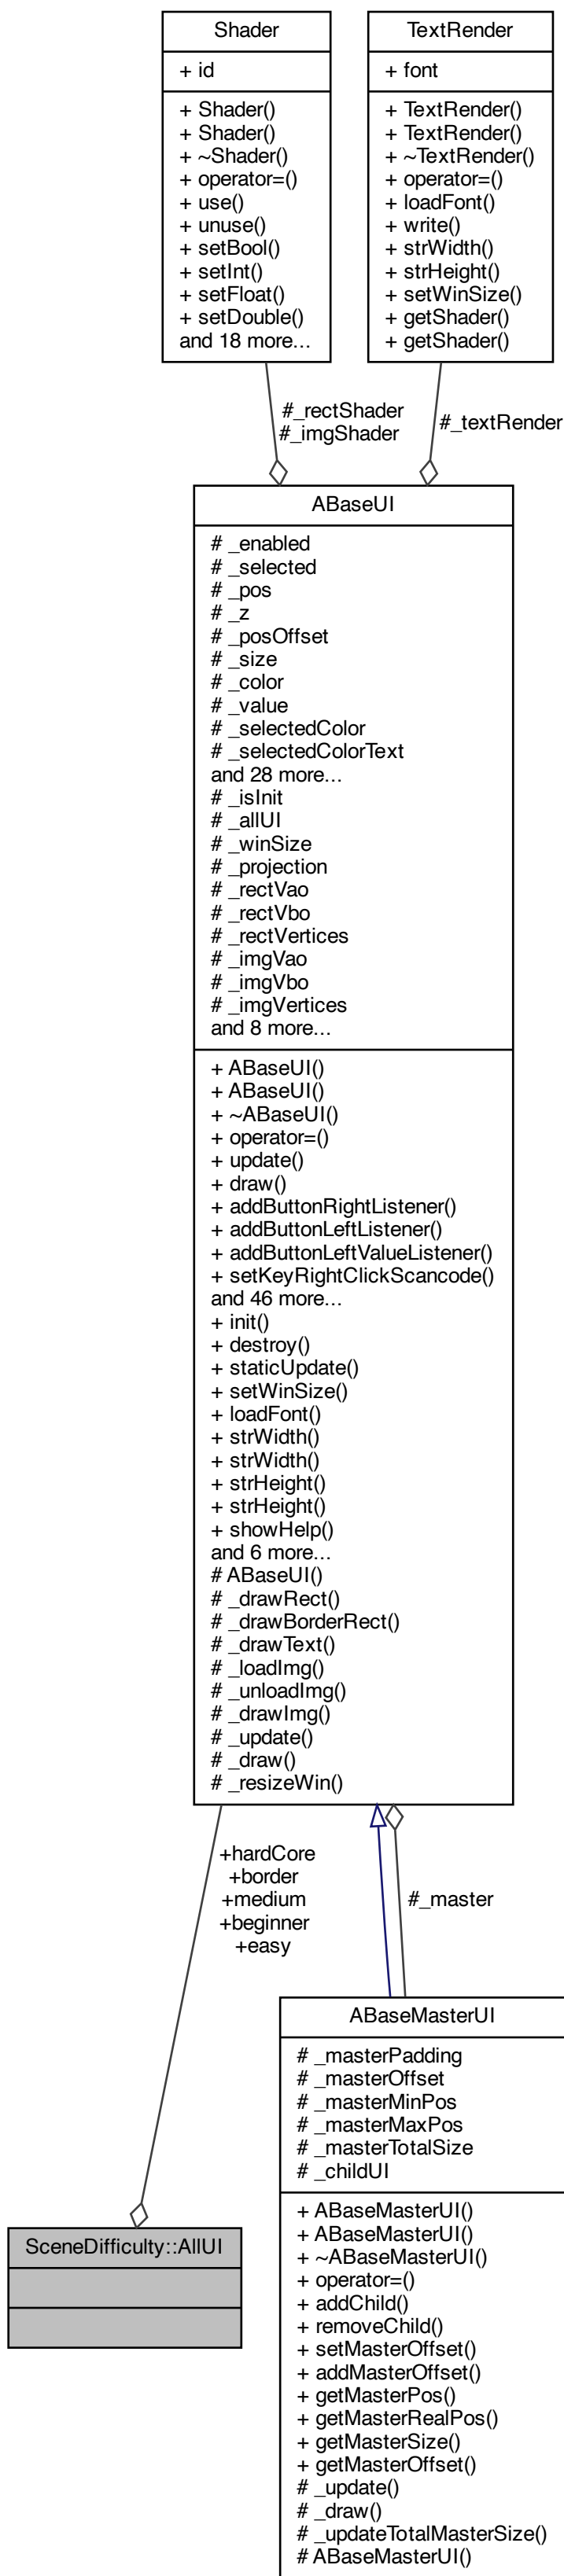 Shader
+ id
+ Shader()
+ Shader()
+ ~Shader()
+ operator=()
+ use()
+ unuse()
+ setBool()
+ setInt()
+ setFloat()
+ setDouble()
and 18 more...
TextRender
+ font
+ TextRender()
+ TextRender()
+ ~TextRender()
+ operator=()
+ loadFont()
+ write()
+ strWidth()
+ strHeight()
+ setWinSize()
+ getShader()
+ getShader()
#_rectShader
#_imgShader
#_textRender
ABaseUI
# _enabled
# _selected
# _pos
# _z
# _posOffset
# _size
# _color
# _value
# _selectedColor
# _selectedColorText
and 28 more...
# _isInit
# _allUI
# _winSize
# _projection
# _rectVao
# _rectVbo
# _rectVertices
# _imgVao
# _imgVbo
# _imgVertices
and 8 more...
+ ABaseUI()
+ ABaseUI()
+ ~ABaseUI()
+ operator=()
+ update()
+ draw()
+ addButtonRightListener()
+ addButtonLeftListener()
+ addButtonLeftValueListener()
+ setKeyRightClickScancode()
and 46 more...
+ init()
+ destroy()
+ staticUpdate()
+ setWinSize()
+ loadFont()
+ strWidth()
+ strWidth()
+ strHeight()
+ strHeight()
+ showHelp()
and 6 more...
# ABaseUI()
# _drawRect()
# _drawBorderRect()
# _drawText()
# _loadImg()
# _unloadImg()
# _drawImg()
# _update()
# _draw()
# _resizeWin()
+hardCore
+border
+medium
+beginner
+easy
#_master
ABaseMasterUI
# _masterPadding
# _masterOffset
# _masterMinPos
# _masterMaxPos
# _masterTotalSize
# _childUI
+ ABaseMasterUI()
+ ABaseMasterUI()
+ ~ABaseMasterUI()
+ operator=()
+ addChild()
+ removeChild()
+ setMasterOffset()
+ addMasterOffset()
+ getMasterPos()
+ getMasterRealPos()
+ getMasterSize()
+ getMasterOffset()
# _update()
# _draw()
# _updateTotalMasterSize()
# ABaseMasterUI()
SceneDifficulty::AllUI